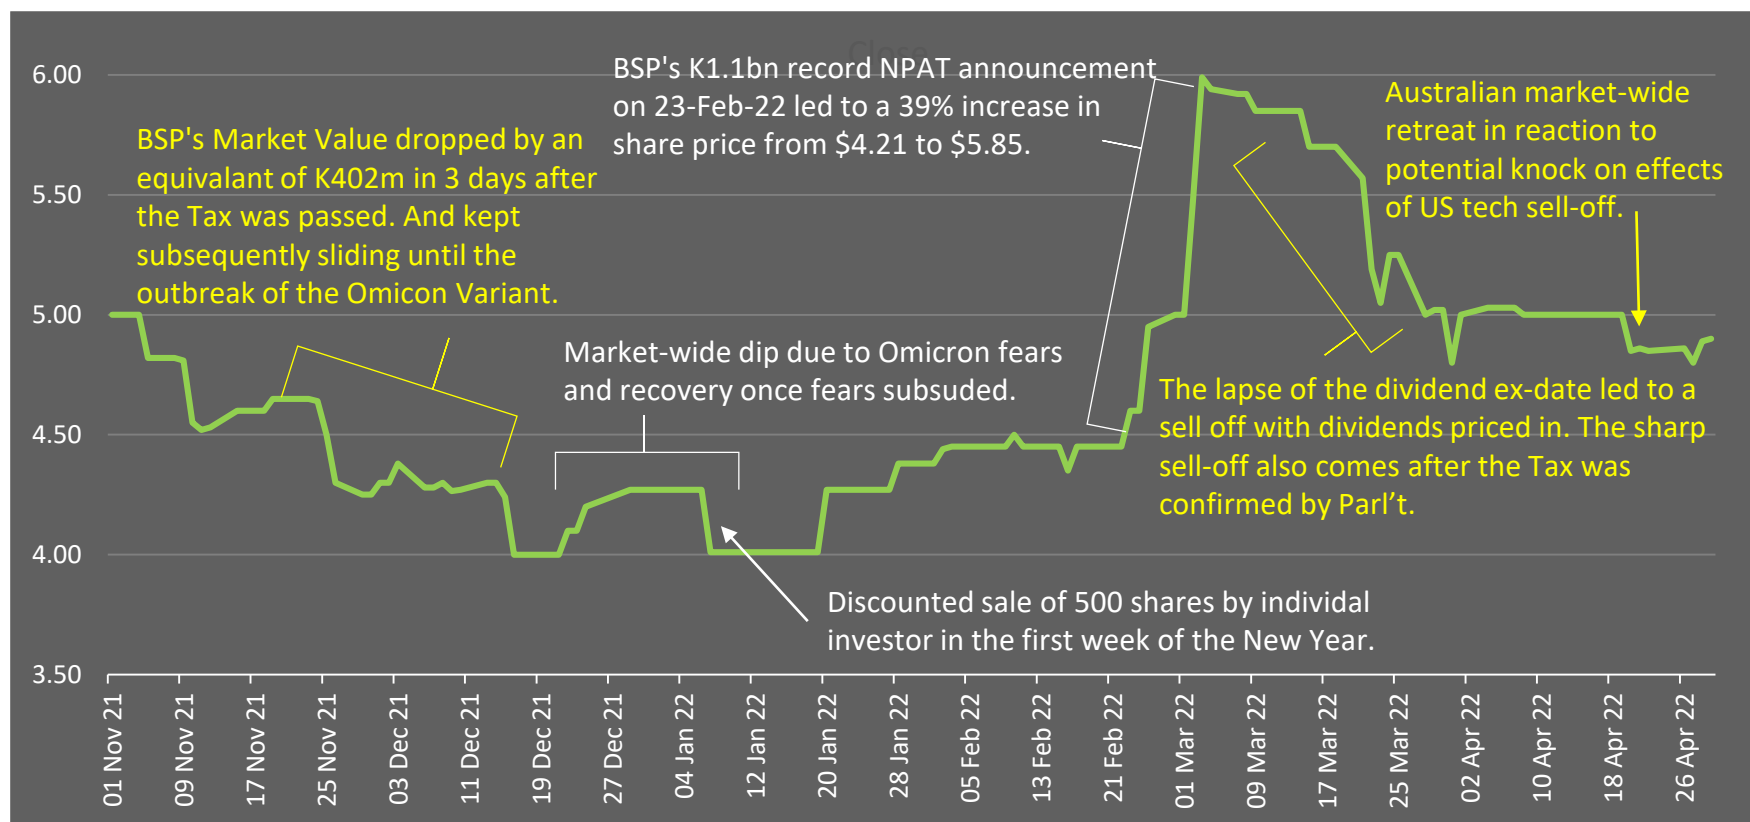 Close
6.00
5.50
5.00
4.50
4.00
3.50
BSP's K1.1bn record NPAT announcement
on 23-Feb-22 led to a 39% increase in
share price from $4.21 to $5.85.
Australian market-wide
retreat in reaction to
potential knock on effects
of US tech sell-off.
BSP's Market Value dropped by an
equivalant of K402m in 3 days after
the Tax was passed. And kept
subsequently sliding until the
outbreak of the Omicon Variant.
Market-wide dip due to Omicron fears
and recovery once fears subsuded.
The lapse of the dividend ex-date led to a
sell off with dividends priced in. The sharp
sell-off also comes after the Tax was
confirmed by Parl’t.
Discounted sale of 500 shares by individal
investor in the first week of the New Year.
01 Nov 21
09 Nov 21
17 Nov 21
25 Nov 21
03 Dec 21
11 Dec 21
19 Dec 21
27 Dec 21
04 Jan 22
12 Jan 22
20 Jan 22
28 Jan 22
05 Feb 22
13 Feb 22
21 Feb 22
01 Mar 22
09 Mar 22
17 Mar 22
25 Mar 22
02 Apr 22
10 Apr 22
18 Apr 22
26 Apr 22